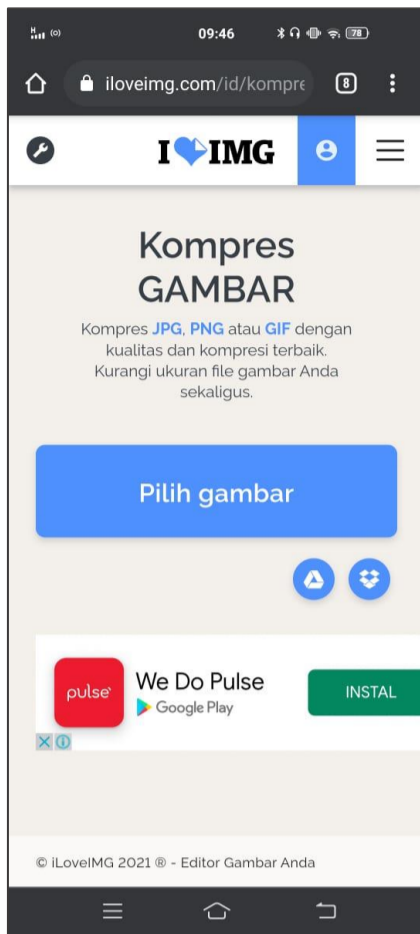 09:46
78
iloveimg.com/id/kompre
8
I IMG
Kompres
GAMBAR
Kompres JPG, PNG atau GIF dengan
kualitas dan kompresi terbaik.
Kurangi ukuran file gambar Anda
sekaligus.
Pilih gambar
pulse
We Do Pulse
Google Play
INSTAL
© iLoveIMG 2021 ® - Editor Gambar Anda